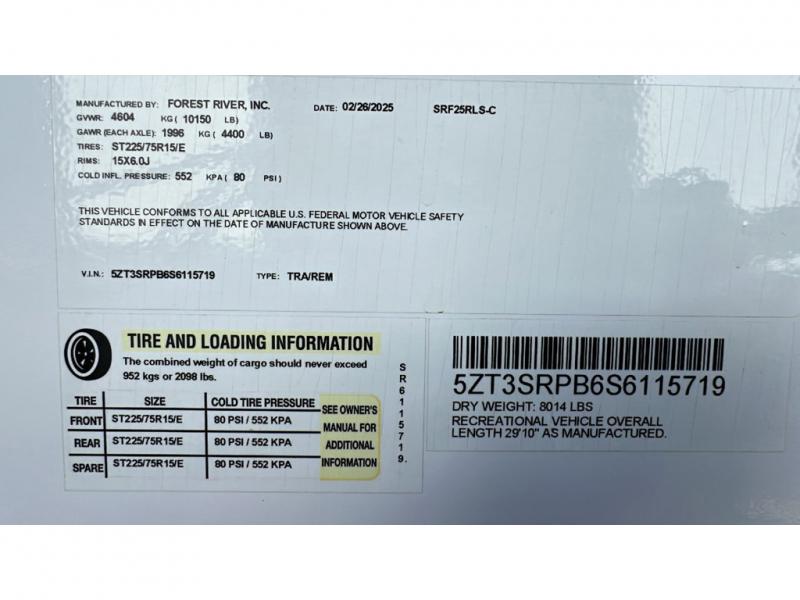 MANUFACTURED BY: FOREST RIVER, INC. DATE: 02/26/2025 SRF25RLS-C
GVWR: 4604 KG ( 10150 LB)
GAWR (EACH AXLE): 1996 KG ( 4400 LB)
TIRES: ST225/75R15/E
RIMS: 15X6.0J
COLD INFL. PRESSURE: 552 KPA ( 80 PSI )
THIS VEHICLE CONFORMS TO ALL APPLICABLE U.S. FEDERAL MOTOR VEHICLE SAFETY
STANDARDS IN EFFECT ON THE DATE OF MANUFACTURE SHOWN ABOVE.
V.I.N.: 5ZT3SRPB6S6115719 TYPE: TRA/REM
TIRE AND LOADING INFORMATION
The combined weight of cargo should never exceed
952 kgs or 2098 lbs.
TIRE SIZE COLD TIRE PRESSURE
FRONT ST225/75R15/E 80 PSI / 552 KPA
REAR ST225/75R15/E 80 PSI / 552 KPA
SPARE ST225/75R15/E 80 PSI / 552 KPA
SEE OWNER'S
MANUAL FOR
ADDITIONAL
INFORMATION
SR6115719.
5ZT3SRPB6S6115719
DRY WEIGHT: 8014 LBS
RECREATIONAL VEHICLE OVERALL
LENGTH 29'10" AS MANUFACTURED.